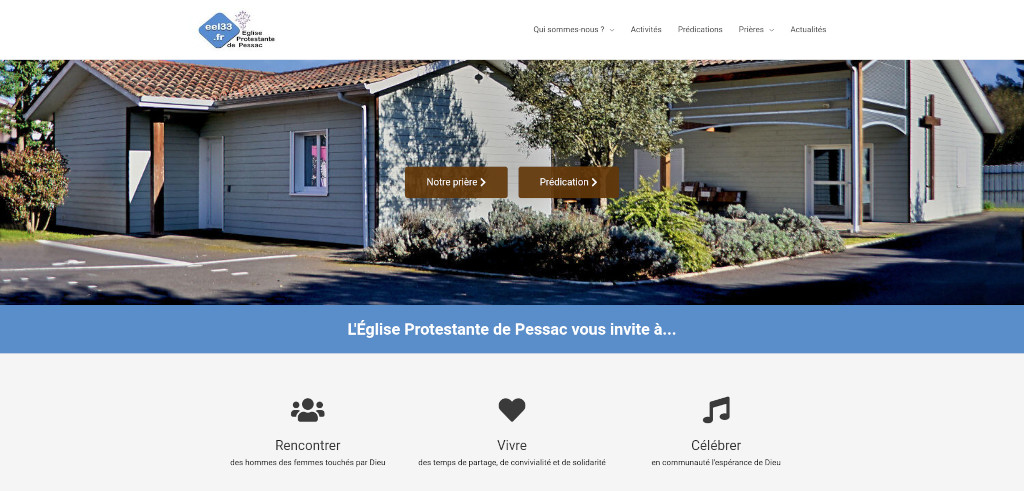 eel33
.fr
Eglise
Protestante
de Pessac
Qui sommes-nous ?
Activités
Prédications
Prières
Actualités
Notre prière
Prédication
L'Église Protestante de Pessac vous invite à...
Rencontrer
des hommes des femmes touchés par Dieu
Vivre
des temps de partage, de convivialité et de solidarité
Célébrer
en communauté l'espérance de Dieu